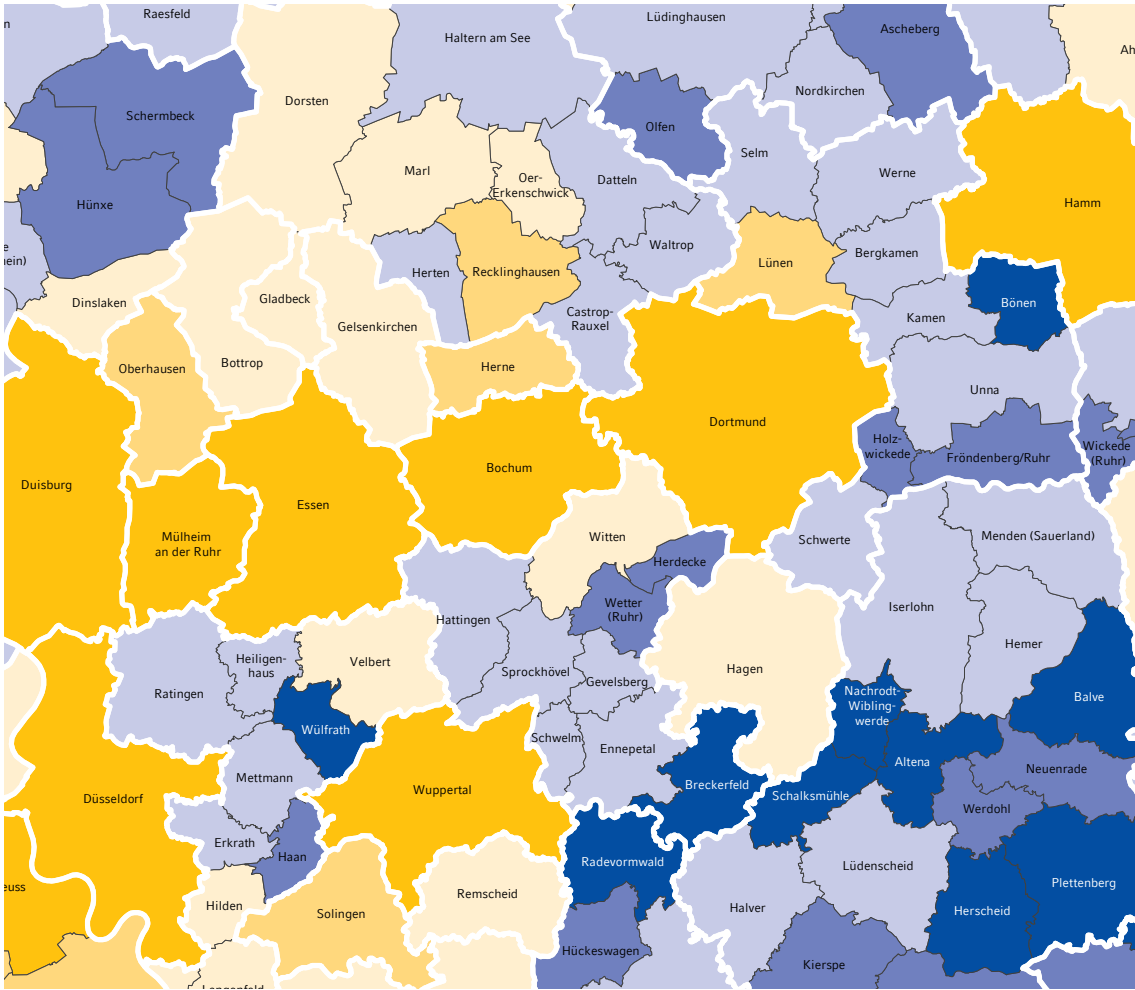 Raesfeld
n
Lüdinghausen
Haltern am See
Ascheberg
Ah
Dorsten
Nordkirchen
Schermbeck
Olfen
Selm
Marl
Oer-
Erkenschwick
Datteln
Werne
Hünxe
Hamm
e
ein)
Waltrop
Bergkamen
Herten
Recklinghausen
Lünen
Dinslaken
Gladbeck
Bönen
Gelsenkirchen
Castrop-
Rauxel
Kamen
Oberhausen
Bottrop
Herne
Unna
Dortmund
Holz-
wickede
Fröndenberg/Ruhr
Wickede
(Ruhr)
Bochum
Duisburg
Essen
Mülheim
an der Ruhr
Witten
Schwerte
Menden (Sauerland)
Herdecke
Wetter
(Ruhr)
Iserlohn
Hattingen
Hemer
Heiligen-
haus
Velbert
Sprockhövel
Gevelsberg
Hagen
Ratingen
Nachrodt-
Wibling-
werde
Balve
Wülfrath
Schwelm
Ennepetal
Altena
Neuenrade
Mettmann
Breckerfeld
Schalksmühle
Düsseldorf
Wuppertal
Werdohl
Erkrath
Haan
Radevormwald
Lüdenscheid
Plettenberg
euss
Remscheid
Hilden
Solingen
Halver
Herscheid
Hückeswagen
Kierspe
Langenfeld